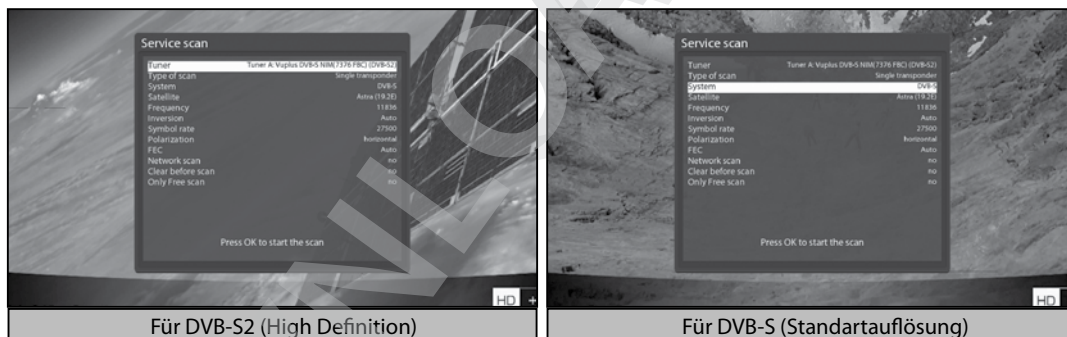 Service scan
Tuner Tuner A: Vuplus DVB-S NIM(7376 FBC) (DVB-S2)
Type of scan Single transponder
System DVB-S
Satellite Astra (19.2E)
Frequency 11836
Inversion Auto
Symbol rate 27500
Polarization horizontal
FEC Auto
Network scan no
Clear before scan no
Only Free scan no
Press OK to start the scan
HD +
Für DVB-S2 (High Definition)
Service scan
Tuner Tuner A: Vuplus DVB-S NIM(7376 FBC) (DVB-S2)
Type of scan Single transponder
System DVB-S
Satellite Astra (19.2E)
Frequency 11836
Inversion Auto
Symbol rate 27500
Polarization horizontal
FEC Auto
Network scan no
Clear before scan no
Only Free scan no
Press OK to start the scan
HD
Für DVB-S (Standartauflösung)